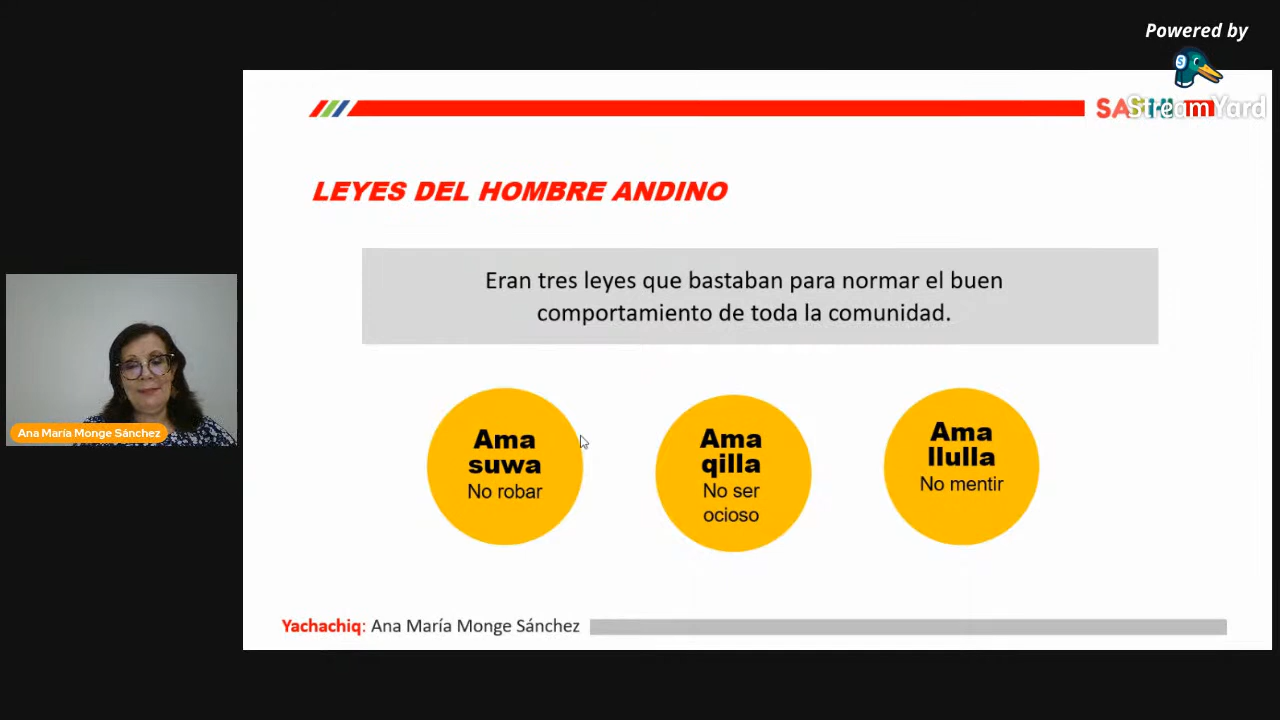 Powered by
StreamYard
LEYES DEL HOMBRE ANDINO
Eran tres leyes que bastaban para normar el buen
comportamiento de toda la comunidad.
Ama
suwa
No robar
Ama
qilla
No ser
ocioso
Ama
llulla
No mentir
Ana María Monge Sánchez
Yachachiq: Ana María Monge Sánchez